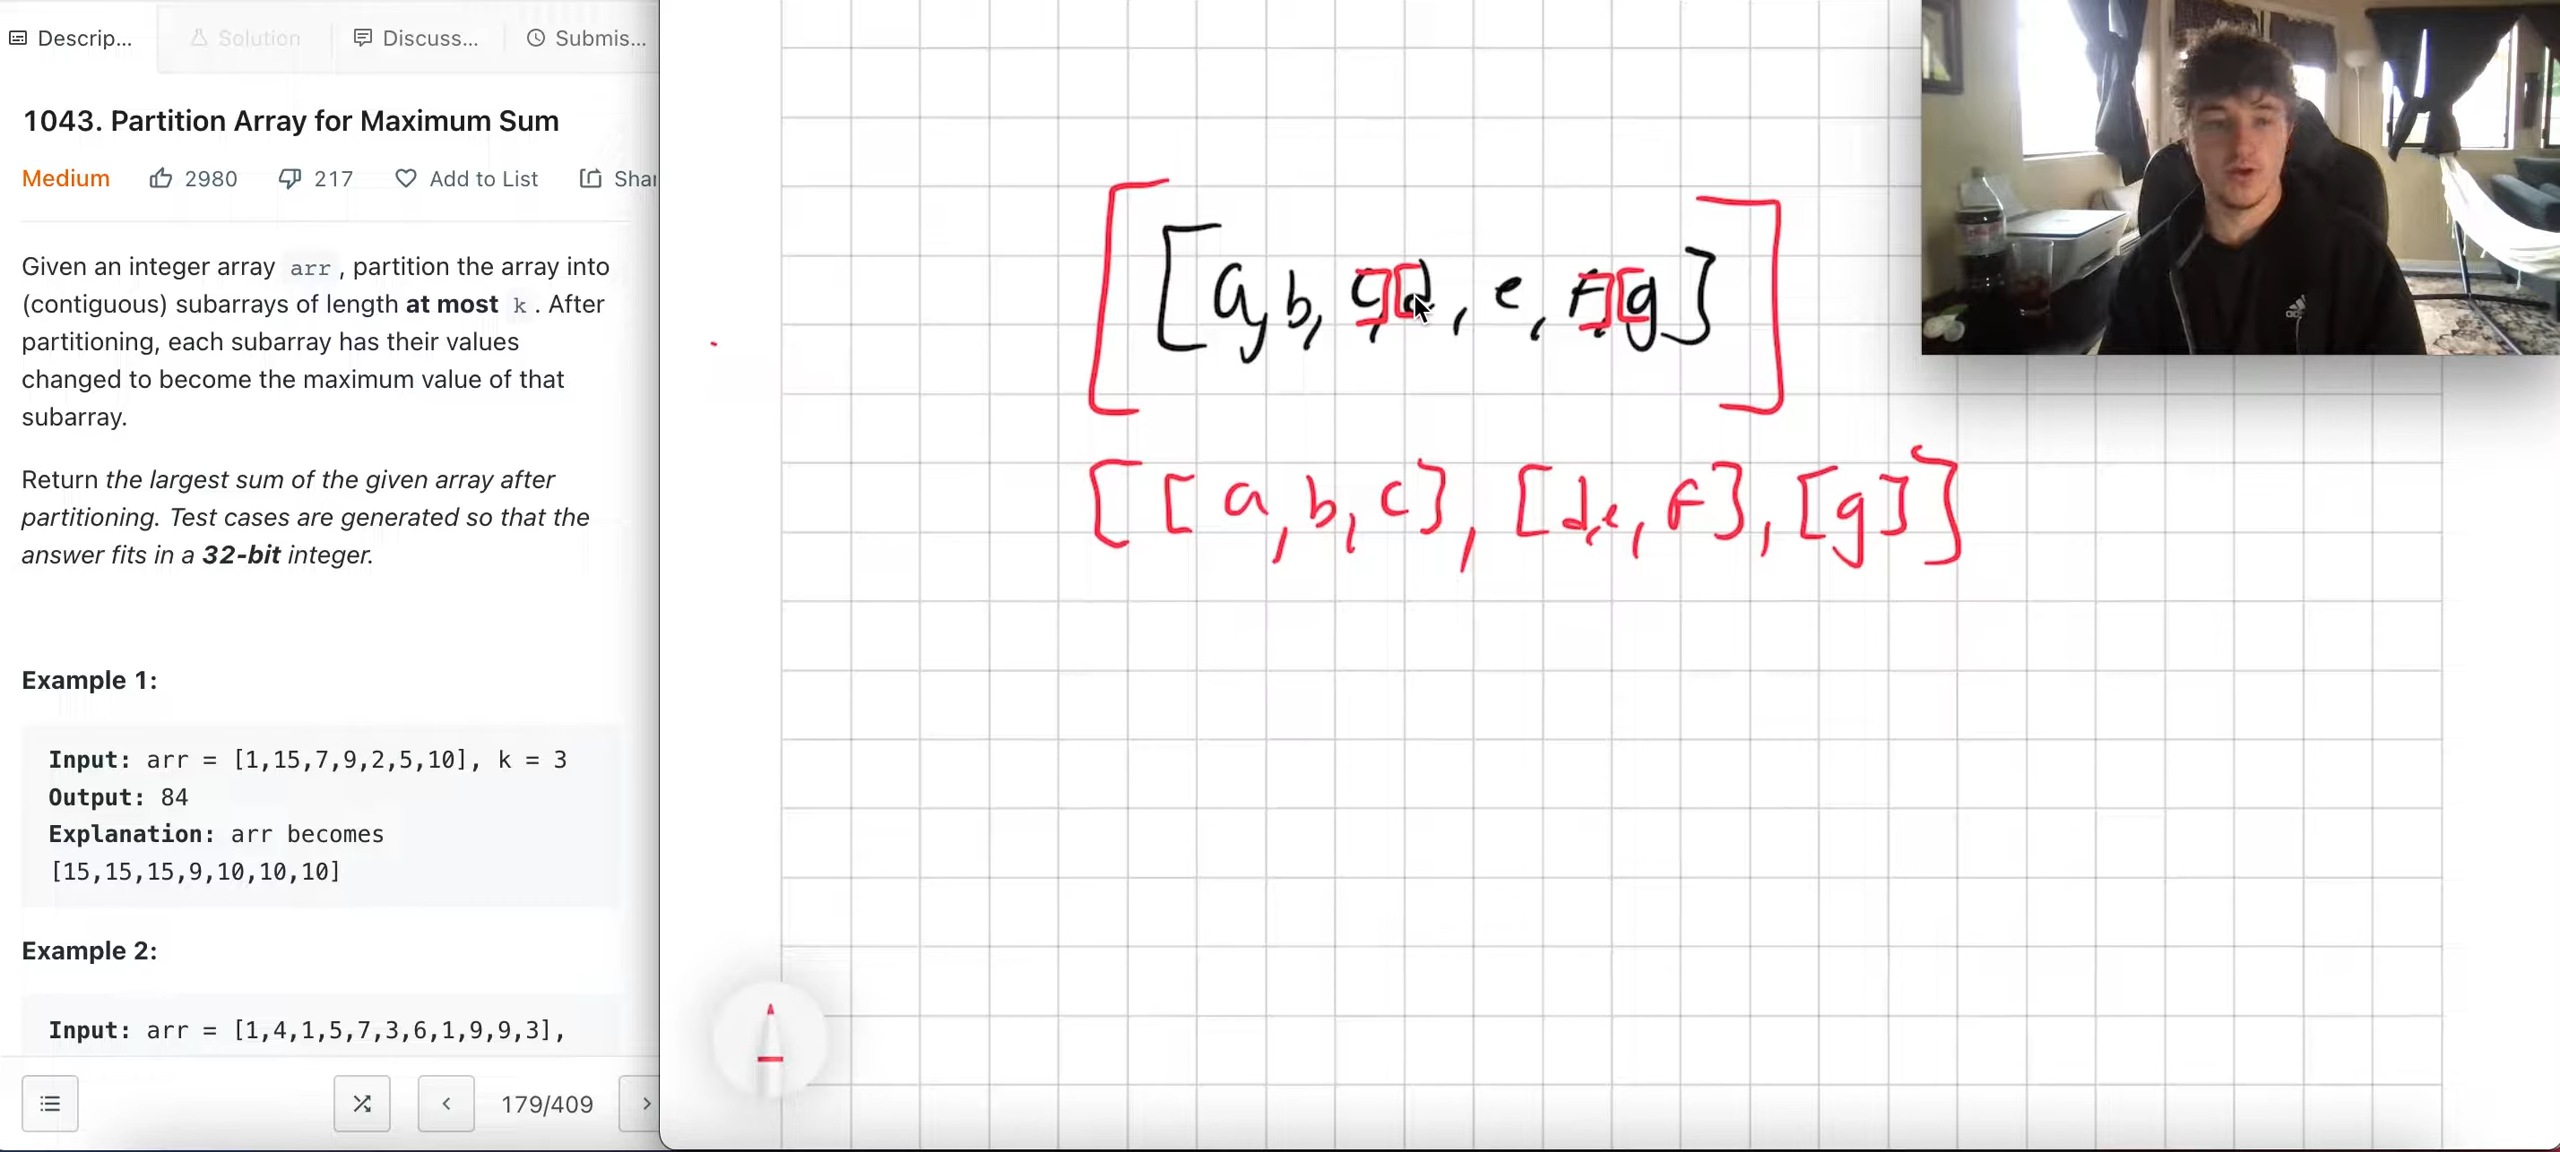 Descrip...
Solution
Discuss...
Submis...
1043. Partition Array for Maximum Sum
Medium 2980 217 Add to List Shar
Given an integer array arr , partition the array into
(contiguous) subarrays of length at most k . After
partitioning, each subarray has their values
changed to become the maximum value of that
subarray.
Return the largest sum of the given array after
partitioning. Test cases are generated so that the
answer fits in a 32-bit integer.
Example 1:
Input: arr = [1,15,7,9,2,5,10], k = 3
Output: 84
Explanation: arr becomes
[15,15,15,9,10,10,10]
Example 2:
Input: arr = [1,4,1,5,7,3,6,1,9,9,3],
179/409
[[a,b,c],[d,e,F],[g]]
[[a,b,c],[d,e,F],[g]]